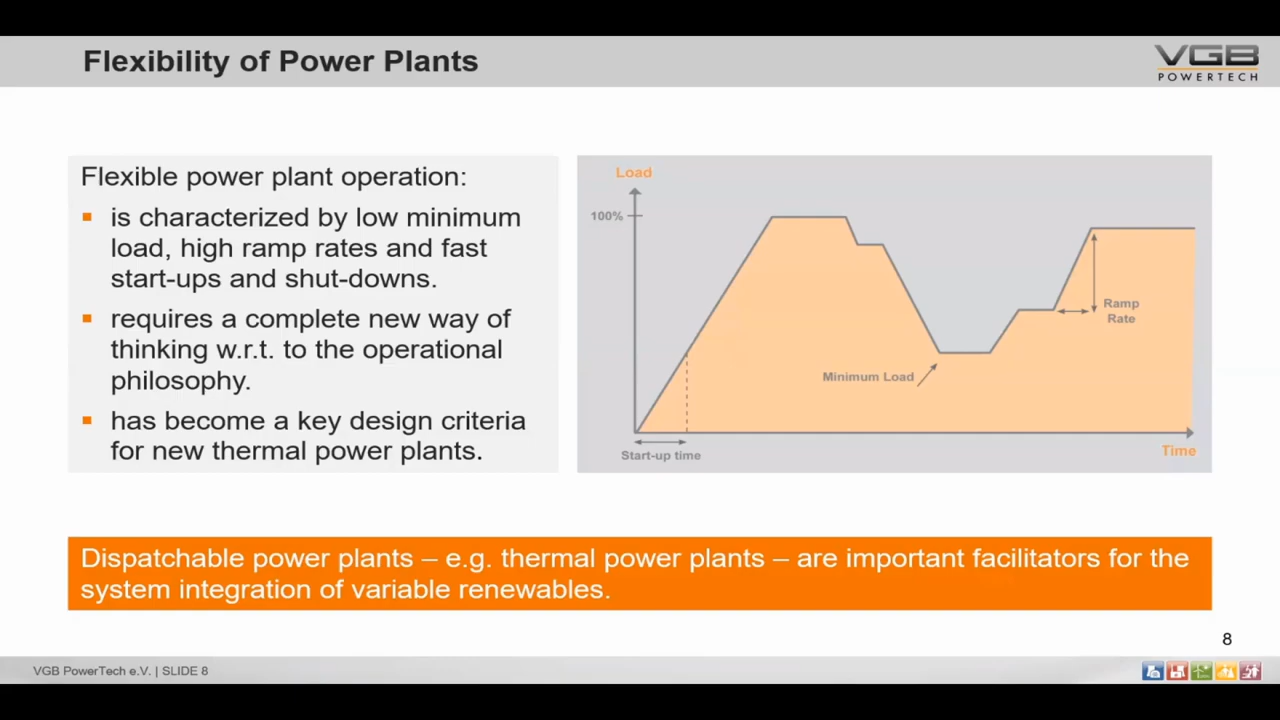 Flexibility of Power Plants
VGB
POWERTECH
Flexible power plant operation:
is characterized by low minimum
load, high ramp rates and fast
start-ups and shut-downs.
requires a complete new way of
thinking w.r.t. to the operational
philosophy.
has become a key design criteria
for new thermal power plants.
Load
100%
Ramp
Rate
Minimum Load
Start-up time
Time
Dispatchable power plants – e.g. thermal power plants – are important facilitators for the
system integration of variable renewables.
8
VGB PowerTech e.V. | SLIDE 8